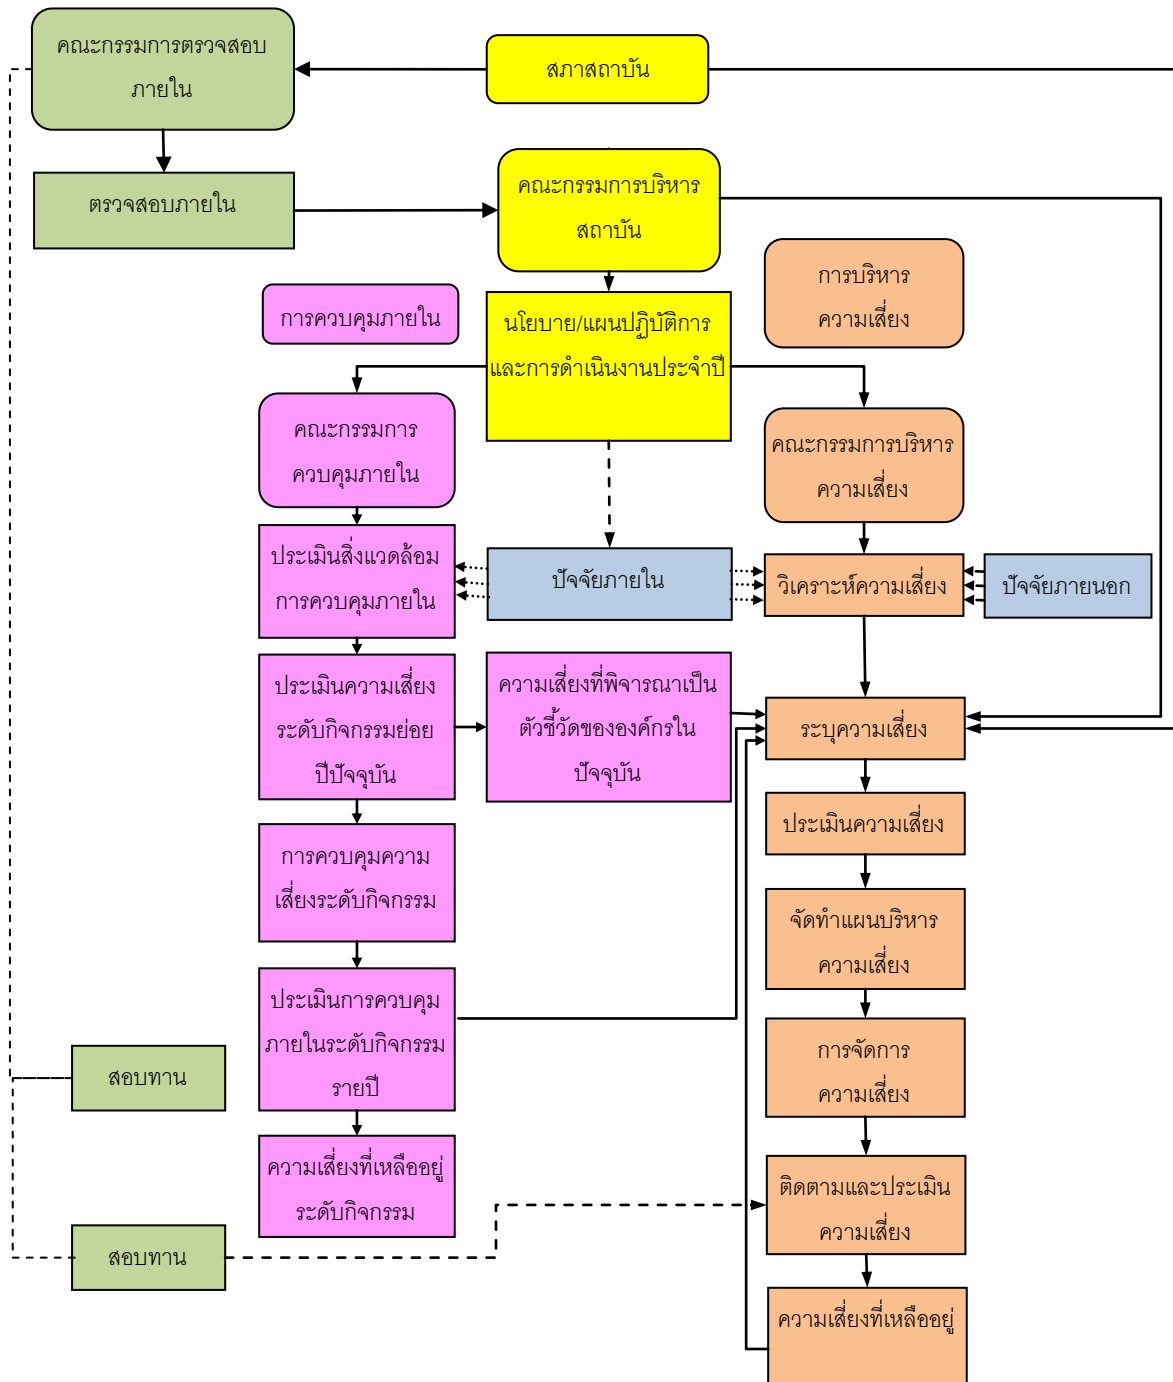 คณะกรรมการตรวจสอบ
ภายใน
สภาสถาบัน
ตรวจสอบภายใน
คณะกรรมการบริหาร
สถาบัน
การบริหาร
ความเสี่ยง
การควบคุมภายใน
นโยบาย/แผนปฏิบัติการ
และการดำเนินงานประจำปี
คณะกรรมการ
ควบคุมภายใน
คณะกรรมการบริหาร
ความเสี่ยง
ประเมินสิ่งแวดล้อม
การควบคุมภายใน
ปัจจัยภายใน
วิเคราะห์ความเสี่ยง
ปัจจัยภายนอก
ประเมินความเสี่ยง
ระดับกิจกรรมย่อย
ปีปัจจุบัน
ความเสี่ยงที่พิจารณาเป็น
ตัวชี้วัดขององค์กรใน
ปัจจุบัน
ระบุความเสี่ยง
ประเมินความเสี่ยง
การควบคุมความ
เสี่ยงระดับกิจกรรม
จัดทำแผนบริหาร
ความเสี่ยง
ประเมินการควบคุม
ภายในระดับกิจกรรม
รายปี
การจัดการ
ความเสี่ยง
สอบทาน
ความเสี่ยงที่เหลืออยู่
ระดับกิจกรรม
ติดตามและประเมิน
ความเสี่ยง
สอบทาน
ความเสี่ยงที่เหลืออยู่